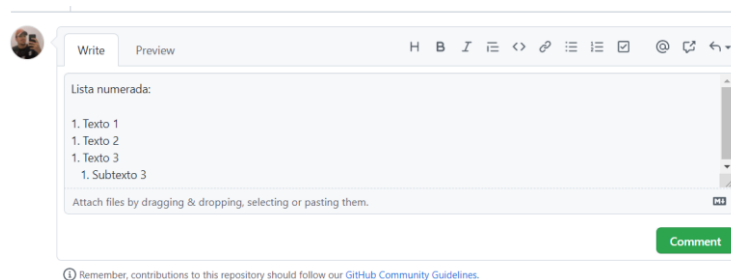 Write Preview
Lista numerada:
1. Texto 1
1. Texto 2
1. Texto 3
1. Subtexto 3
Attach files by dragging & dropping, selecting or pasting them.
Comment
Remember, contributions to this repository should follow our GitHub Community Guidelines.